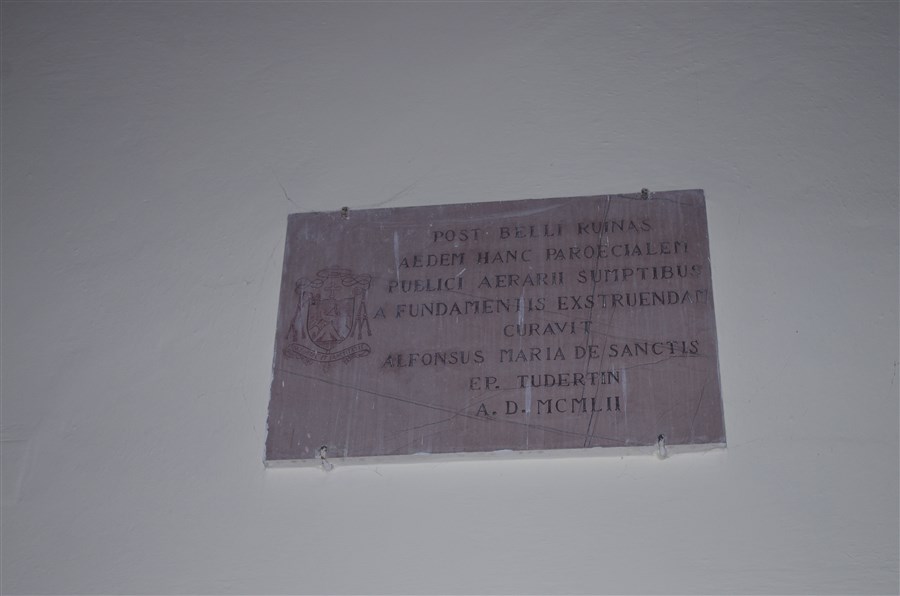 POST BELLI RUINAS
AEDEM HANC PAROECIALEM
PUBLICI AERARII SUMPTIBUS
A FUNDAMENTIS EXSTRUENDAM
CURAVIT
ALFONSUS MARIA DE SANCTIS
EP. TUDERTIN
A. D. MCMLII